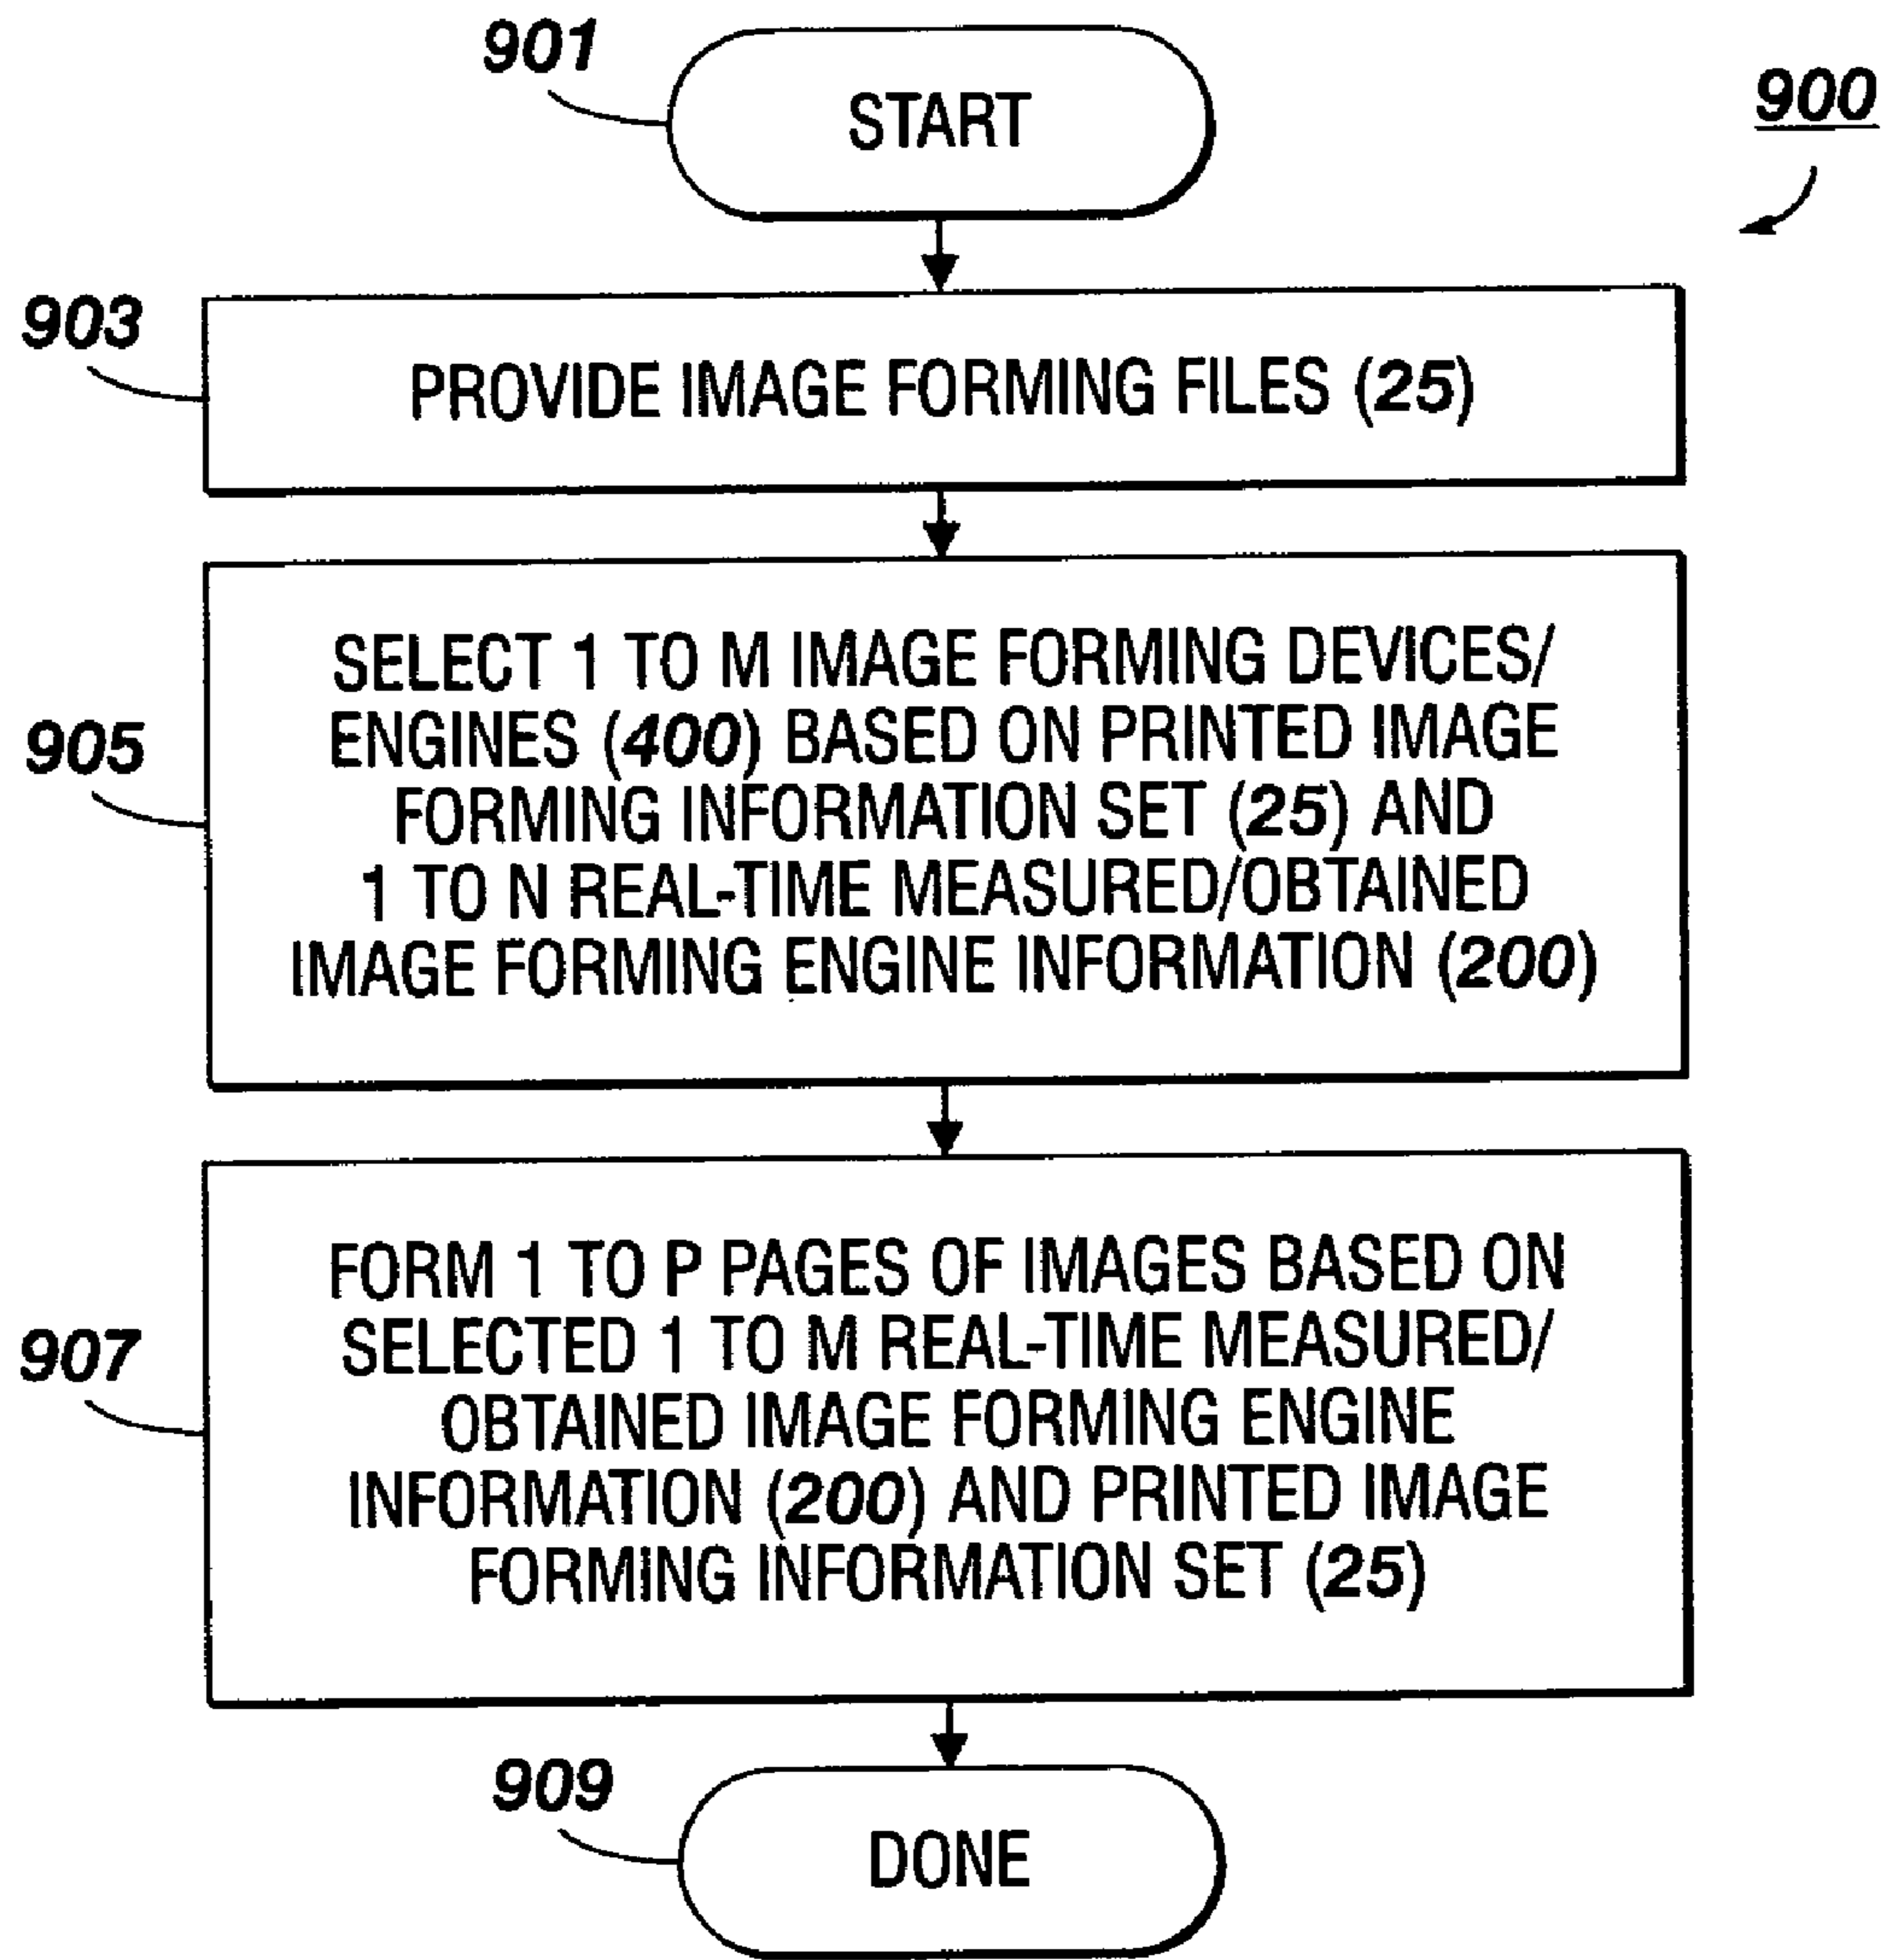 901
START
900
903
PROVIDE IMAGE FORMING FILES (25)
905
SELECT 1 TO M IMAGE FORMING DEVICES/
ENGINES (400) BASED ON PRINTED IMAGE
FORMING INFORMATION SET (25) AND
1 TO N REAL-TIME MEASURED/OBTAINED
IMAGE FORMING ENGINE INFORMATION (200)
907
FORM 1 TO P PAGES OF IMAGES BASED ON
SELECTED 1 TO M REAL-TIME MEASURED/
OBTAINED IMAGE FORMING ENGINE
INFORMATION (200) AND PRINTED IMAGE
FORMING INFORMATION SET (25)
909
DONE